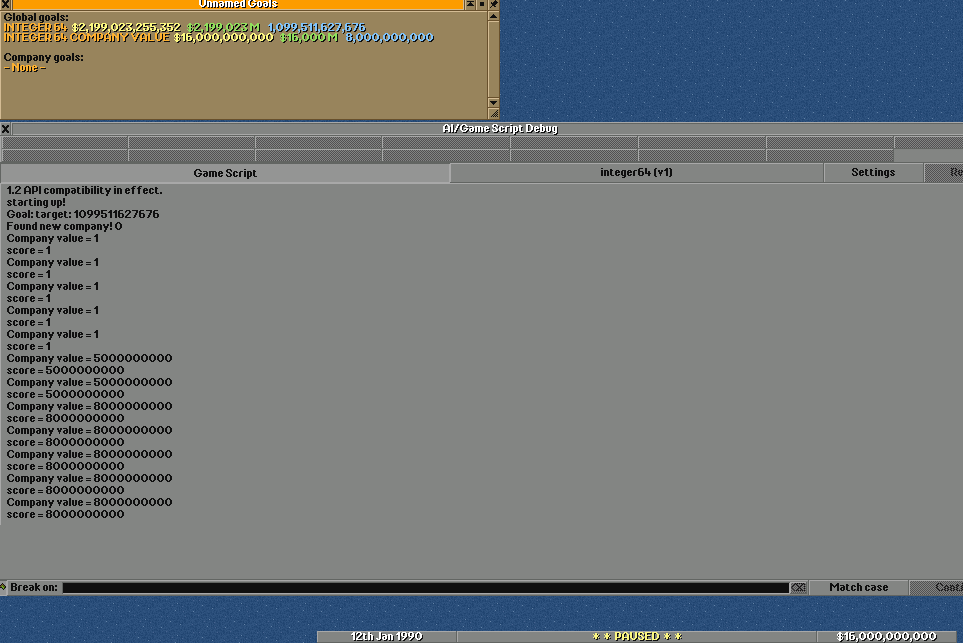 Unnamed Goals
Global goals:
INTEGER 64 $2,199,023,255,352 $2,199,023 M 1,099,511,627,676
INTEGER64 COMPANY VALUE $16,000,000,000 $16,000 M 8,000,000,000
Company goals:
- None -
AI/Game Script Debug
Game Script integer64 (v1) Settings Re
1.2 API compatibility in effect.
starting up!
Goal: target: 1099511627676
Found new company! 0
Company value = 1
score = 1
Company value = 1
score = 1
Company value = 1
score = 1
Company value = 1
score = 1
Company value = 1
score = 1
Company value = 5000000000
score = 5000000000
Company value = 5000000000
score = 5000000000
Company value = 8000000000
score = 8000000000
Company value = 8000000000
score = 8000000000
Company value = 8000000000
score = 8000000000
Company value = 8000000000
score = 8000000000
Company value = 8000000000
score = 8000000000
Break on: Match case Conti
12th Jan 1990 * * PAUSED * * $16,000,000,000